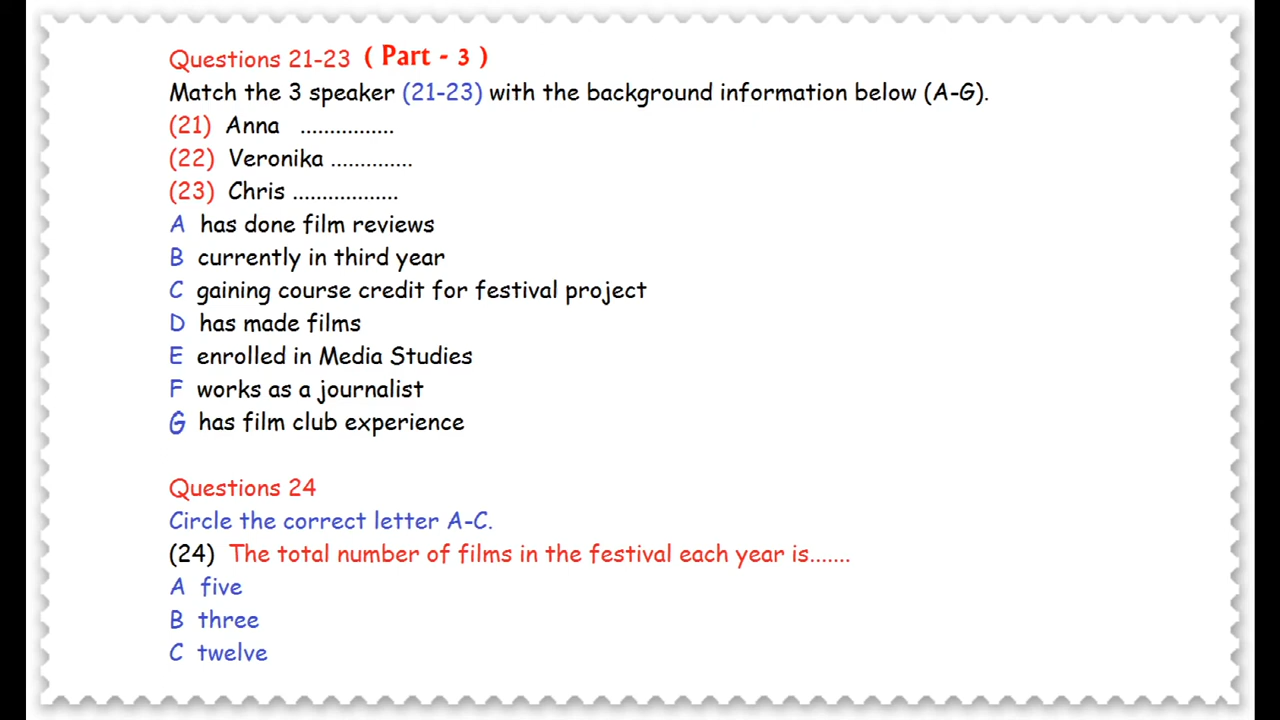 Questions 21-23 ( Part - 3 )
Match the 3 speaker (21-23) with the background information below (A-G).
(21) Anna ................
(22) Veronika ..............
(23) Chris ..................
A has done film reviews
B currently in third year
C gaining course credit for festival project
D has made films
E enrolled in Media Studies
F works as a journalist
G has film club experience
Questions 24
Circle the correct letter A-C.
(24) The total number of films in the festival each year is.......
A five
B three
C twelve